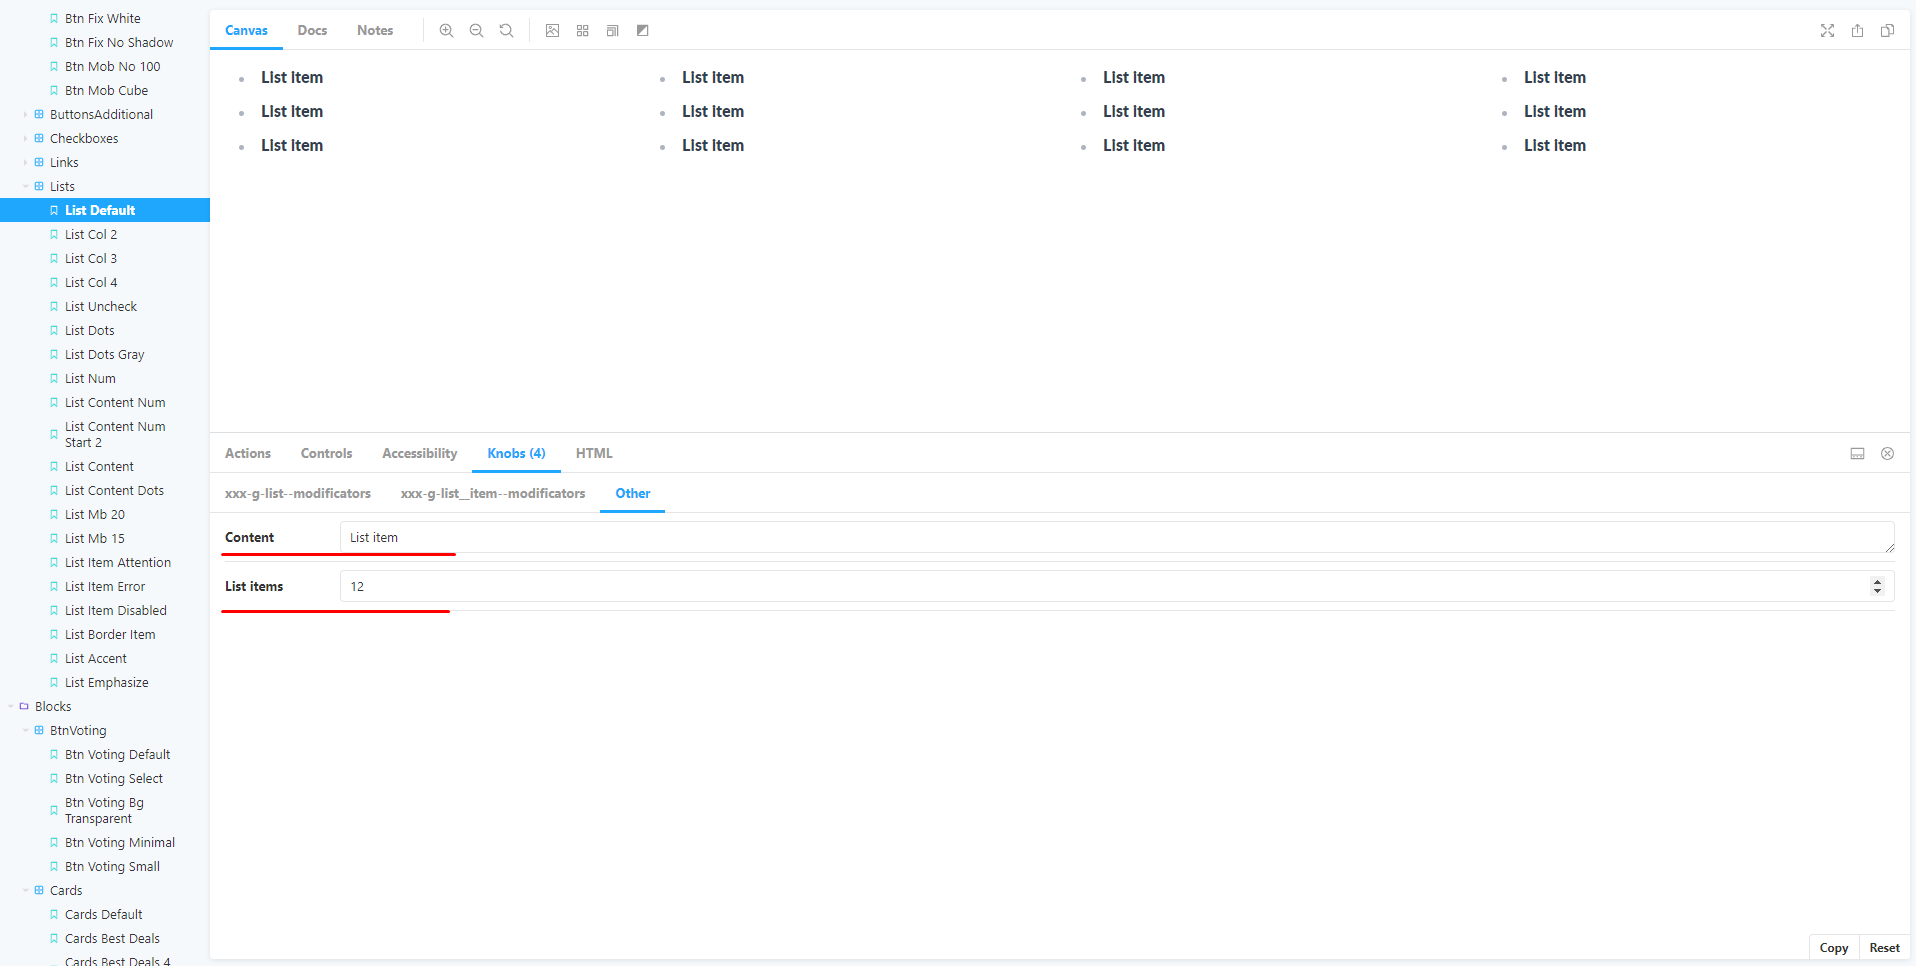 Btn Fix White
Btn Fix No Shadow
Btn Mob No 100
Btn Mob Cube
ButtonsAdditional
Checkboxes
Links
Lists
List Default
List Col 2
List Col 3
List Col 4
List Uncheck
List Dots
List Dots Gray
List Num
List Content Num
List Content Num
Start 2
List Content
List Content Dots
List Mb 20
List Mb 15
List Item Attention
List Item Error
List Item Disabled
List Border Item
List Accent
List Emphasize
Blocks
BtnVoting
Btn Voting Default
Btn Voting Select
Btn Voting Bg
Transparent
Btn Voting Minimal
Btn Voting Small
Cards
Cards Default
Cards Best Deals
Cards Best Deals 4
Canvas Docs Notes
List item List item List item List item
List item List item List item List item
List item List item List item List item
Actions Controls Accessibility Knobs (4) HTML
xxx-g-list--modificators xxx-g-list__item--modificators Other
Content List item
List items 12
Copy Reset